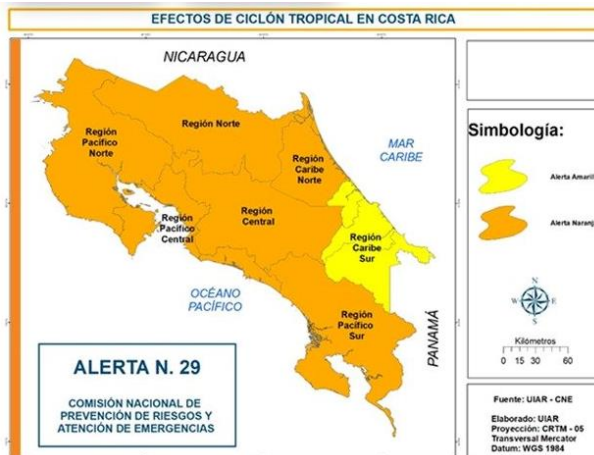 EFECTOS DE CICLÓN TROPICAL EN COSTA RICA
NICARAGUA
Región Norte
Región
Pacífico
Norte
Región
Caribe
Norte
MAR
CARIBE
Región
Pacífico
Central
Región
Central
Región
Caribe
Sur
OCÉANO
PACÍFICO
Región
Pacífico
Sur
PANAMÁ
ALERTA N. 29
COMISIÓN NACIONAL DE
PREVENCIÓN DE RIESGOS Y
ATENCIÓN DE EMERGENCIAS
Simbología:
Alerta Amaril
Alerta Naranj
N
W E
S
Kilómetros
0 15 30 60
Fuente: UIAR - CNE
Elaborado: UIAR
Proyección: CRTM - 05
Transversal Mercator
Datum: WGS 1984